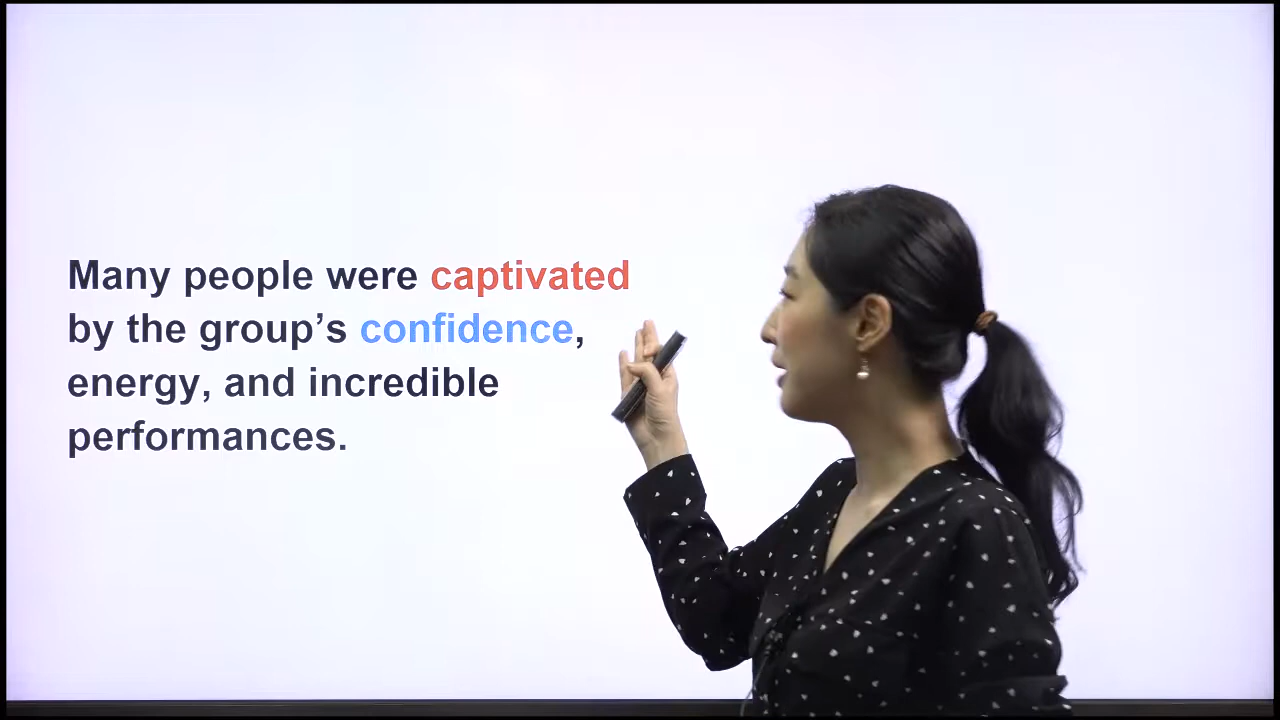 Many people were captivated
by the group’s confidence,
energy, and incredible
performances.